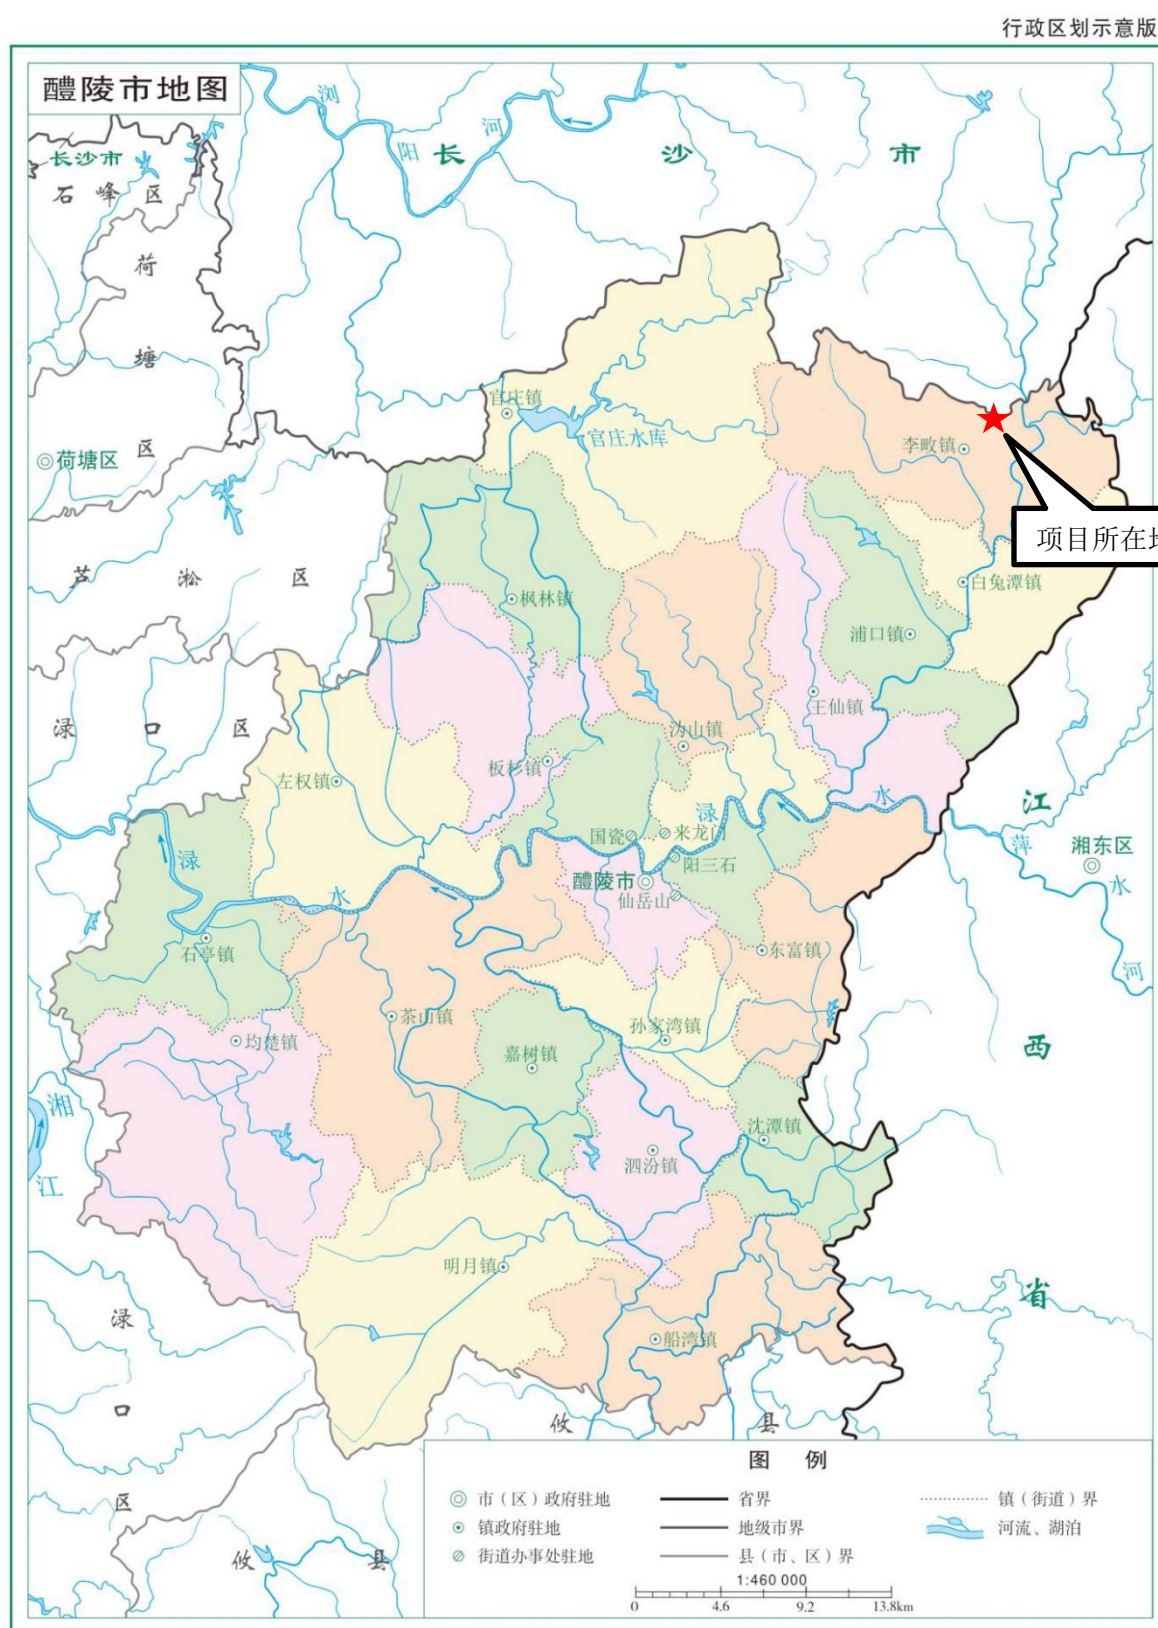 行政区划示意版
醴陵市地图
浏
阳
河
长沙市
长
沙
市
石峰区
荷
塘
区
荷塘区
官庄镇
官庄水库
李畋镇
项目所在
芦
淞
区
枫林镇
白兔潭镇
浦口镇
渌
口
区
王仙镇
沩山镇
板杉镇
左权镇
渌
水
江
国瓷
来龙门
萍
湘东区
渌
阳三石
醴陵市
水
仙岳山
水
石亭镇
东富镇
河
茶山镇
孙家湾镇
均楚镇
嘉树镇
西
湘
沈潭镇
泗汾镇
江
明月镇
省
渌
船湾镇
口
攸
县
区
攸
县
图 例
市（区）政府驻地
省界
镇（街道）界
镇政府驻地
地级市界
河流、湖泊
街道办事处驻地
县（市、区）界
1:460 000
0 4.6 9.2 13.8km